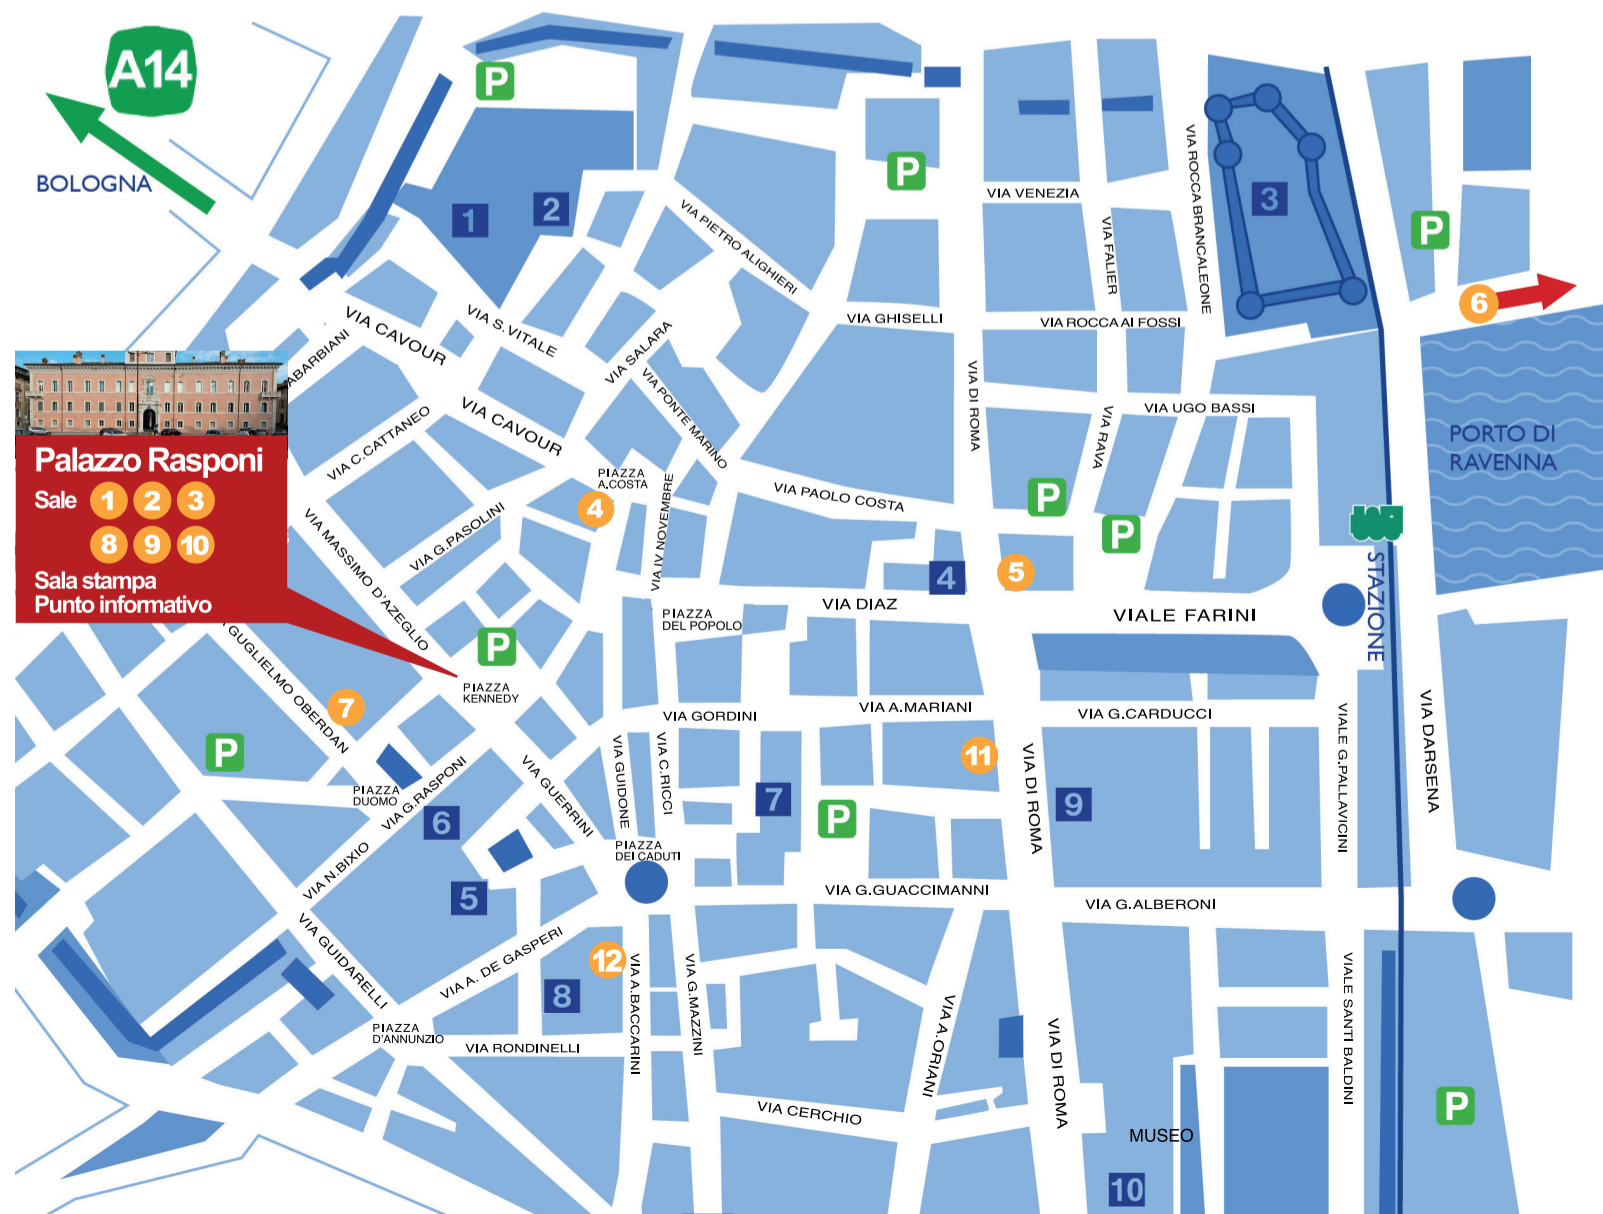 A14
BOLOGNA
P
1
2
P
VIA PIETRO ALIGHIERI
VIA VENEZIA
VIA FALIER
VIA ROCCA BRANCALEONE
3
P
6
VIA CAVOUR
VIA S. VITALE
VIA SALARA
VIA GHISELLI
VIA ROCCA AI FOSSI
ABARBIANI
VIA CAVOUR
VIA C.CATTANEO
VIA PONTE MARINO
VIA DI ROMA
VIA UGO BASSI
VIA RAVA
PORTO DI
RAVENNA
Palazzo Rasponi
Sale 1 2 3
8 9 10
Sala stampa
Punto informativo
PIAZZA
A.COSTA
4
VIA IV NOVEMBRE
VIA PAOLO COSTA
P
P
VIA MASSIMO D'AZEGLIO
VIA G.PASOLINI
4
5
STAZIONE
VIA DIAZ
VIALE FARINI
PIAZZA
DEL POPOLO
P
PIAZZA
KENNEDY
GUGLIELMO OBERDAN
7
P
VIA GORDINI
VIA A.MARIANI
VIA G.CARDUCCI
VIALE G.PALLAVICINI
VIA DARSENA
11
VIA DI ROMA
VIA GUIDONE
VIA C.RICCI
VIA GUERRINI
PIAZZA
DUOMO
VIA G.RASPONI
6
7
P
9
PIAZZA
DEI CADUTI
VIA N.BIXIO
5
VIA G.GUACCIMANNI
VIA G.ALBERONI
VIA GUIDARELLI
VIA A. DE GASPERI
12
8
VIA A.BACCARINI
VIA G.MAZZINI
VIA A.ORIANI
VIA DI ROMA
VIALE SANTI BALDINI
PIAZZA
D'ANNUNZIO
VIA RONDINELLI
VIA CERCHIO
MUSEO
10
P